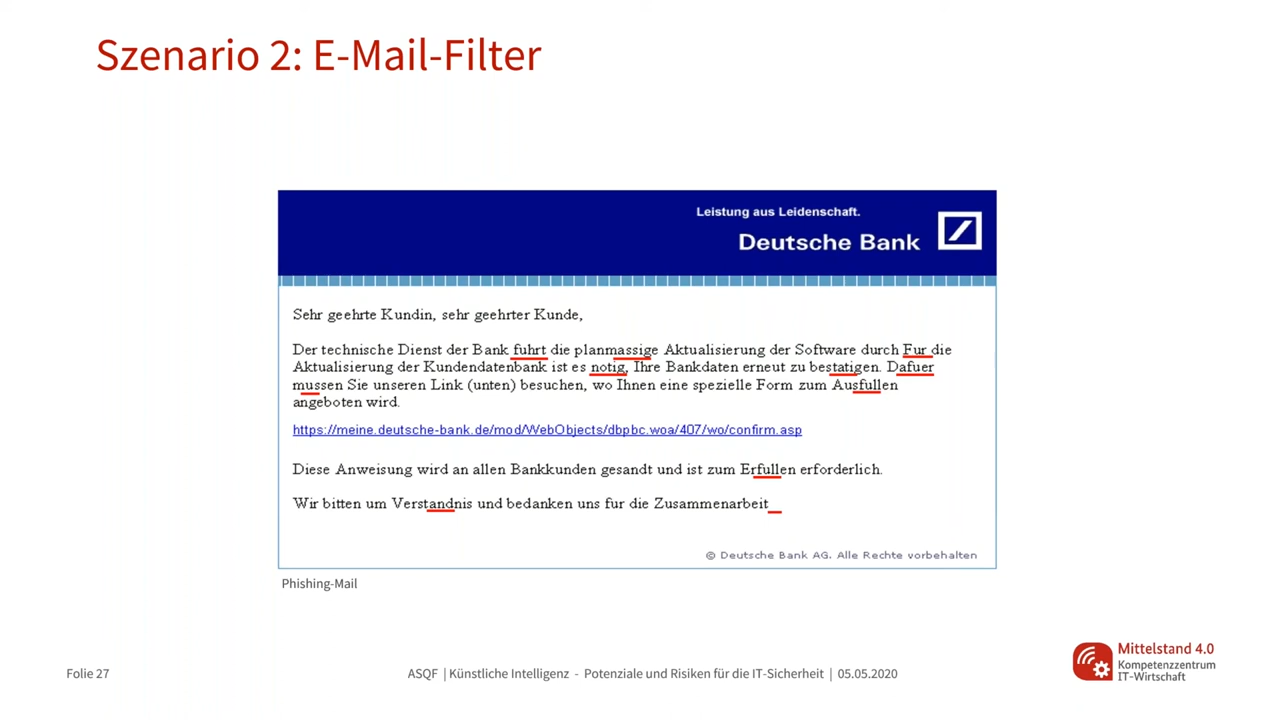 Szenario 2: E-Mail-Filter
Leistung aus Leidenschaft.
Deutsche Bank
Sehr geehrte Kundin, sehr geehrter Kunde,
Der technische Dienst der Bank fuhrt die planmassige Aktualisierung der Software durch Fur die
Aktualisierung der Kundendatenbank ist es notig, Ihre Bankdaten erneut zu bestatigen. Dafuer
mussen Sie unseren Link (unten) besuchen, wo Ihnen eine spezielle Form zum Ausfullen
angeboten wird.
https://meine.deutsche-bank.de/mod/WebObjects/dbpbc.woa/407/wo/confirm.asp
Diese Anweisung wird an allen Bankkunden gesandt und ist zum Erfullen erforderlich.
Wir bitten um Verstandnis und bedanken uns fur die Zusammenarbeit
© Deutsche Bank AG. Alle Rechte vorbehalten
Phishing-Mail
Folie 27
ASQF | Künstliche Intelligenz - Potenziale und Risiken für die IT-Sicherheit | 05.05.2020
Mittelstand 4.0
Kompetenzzentrum
IT-Wirtschaft